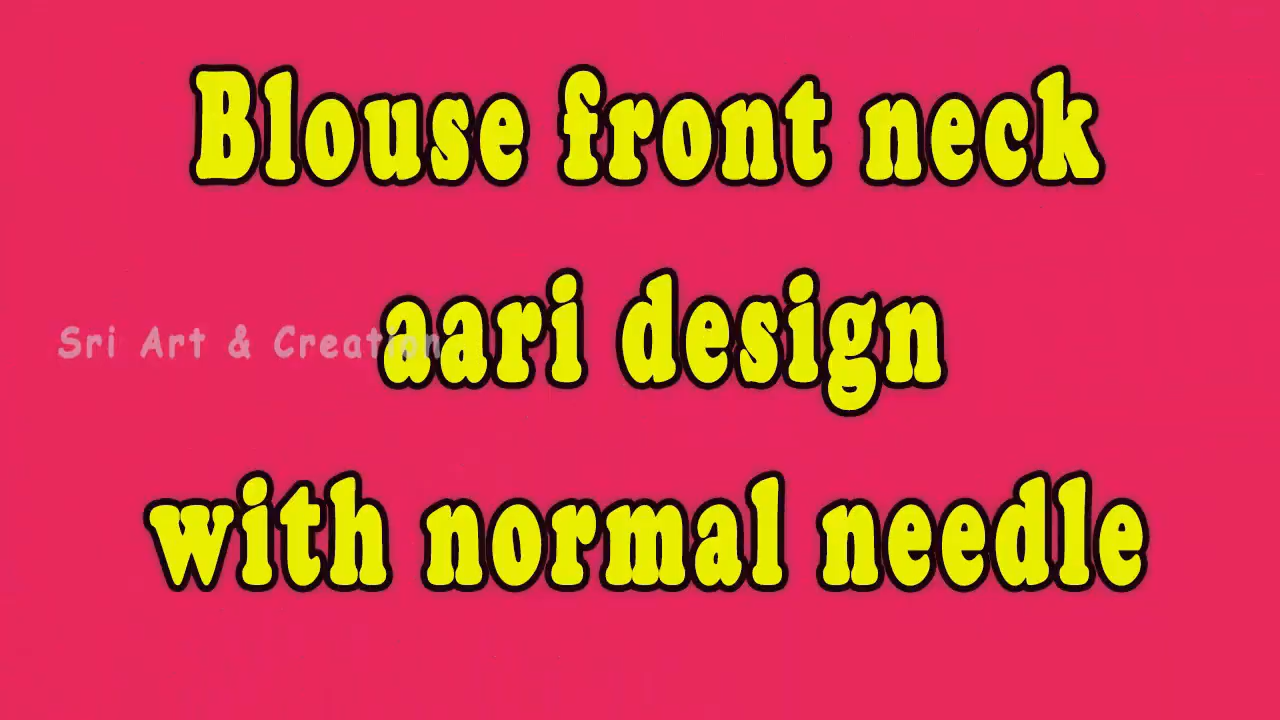 Blouse front neck
aari design
Sri Art & Creation
with normal needle